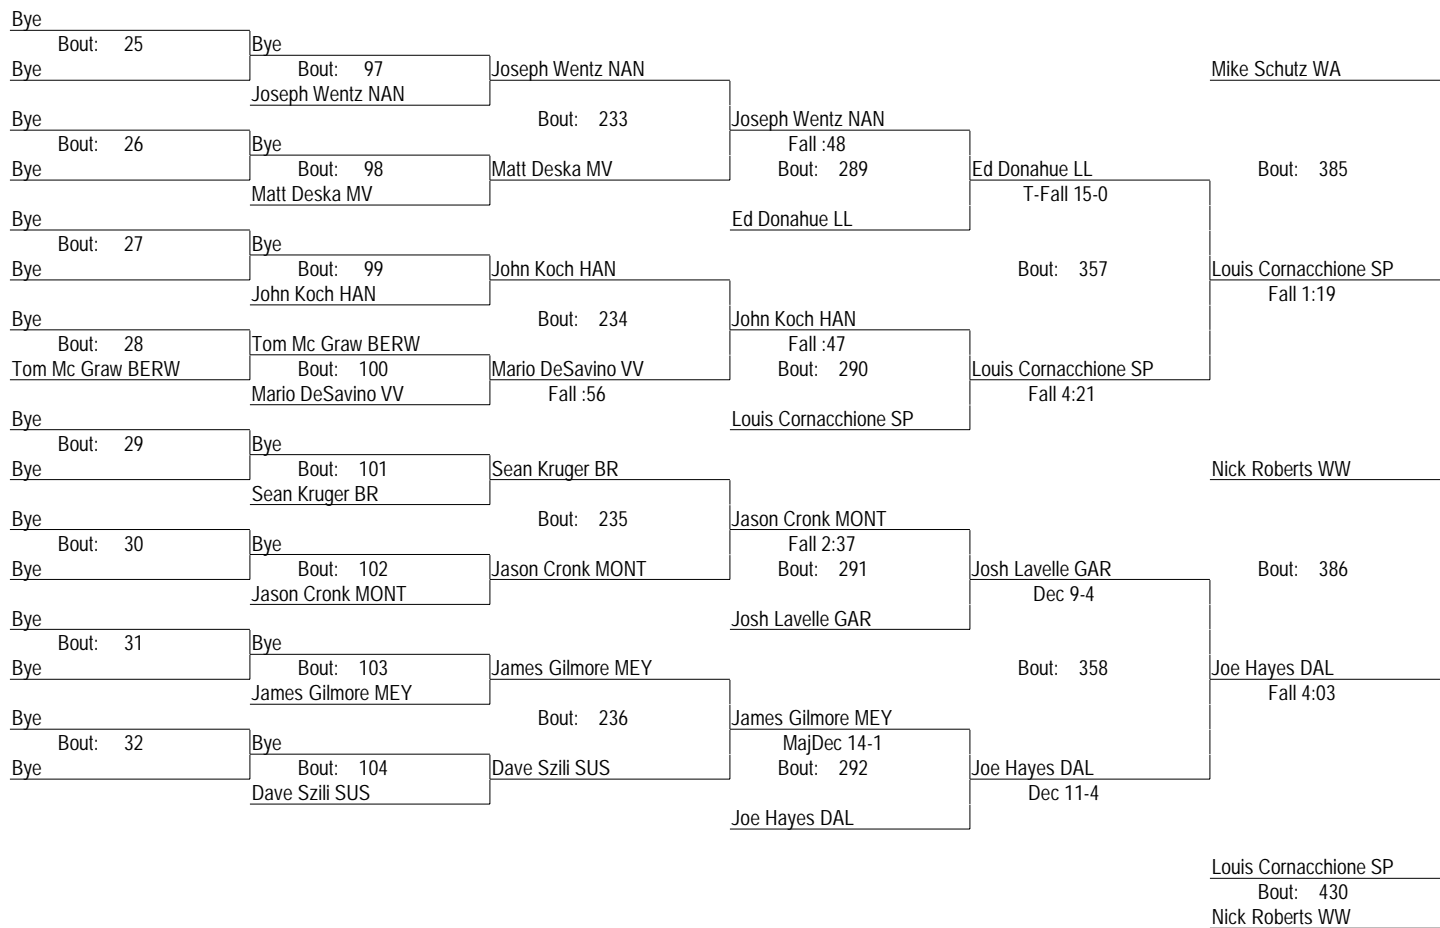 Bye
Bout: 25 Bye
Bye Bout: 97 Joseph Wentz NAN Mike Schutz WA
Joseph Wentz NAN
Bye Bout: 233 Joseph Wentz NAN
Bout: 26 Bye Fall :48
Bye Bout: 98 Matt Deska MV Bout: 289 Ed Donahue LL Bout: 385
Matt Deska MV T-Fall 15-0
Bye Ed Donahue LL
Bout: 27 Bye
Bye Bout: 99 John Koch HAN Bout: 357 Louis Cornacchione SP
John Koch HAN Fall 1:19
Bye Bout: 234 John Koch HAN
Bout: 28 Tom Mc Graw BERW Fall :47
Tom Mc Graw BERW Bout: 100 Mario DeSavino VV Bout: 290 Louis Cornacchione SP
Mario DeSavino VV Fall :56 Fall 4:21
Bye Louis Cornacchione SP
Bout: 29 Bye
Bye Bout: 101 Sean Kruger BR Nick Roberts WW
Sean Kruger BR
Bye Bout: 235 Jason Cronk MONT
Bout: 30 Bye Fall 2:37
Bye Bout: 102 Jason Cronk MONT Bout: 291 Josh Lavelle GAR Bout: 386
Jason Cronk MONT Dec 9-4
Bye Josh Lavelle GAR
Bout: 31 Bye
Bye Bout: 103 James Gilmore MEY Bout: 358 Joe Hayes DAL
James Gilmore MEY Fall 4:03
Bye Bout: 236 James Gilmore MEY
Bout: 32 Bye MajDec 14-1
Bye Bout: 104 Dave Szili SUS Bout: 292 Joe Hayes DAL
Dave Szili SUS Dec 11-4
Joe Hayes DAL
Louis Cornacchione SP
Bout: 430
Nick Roberts WW